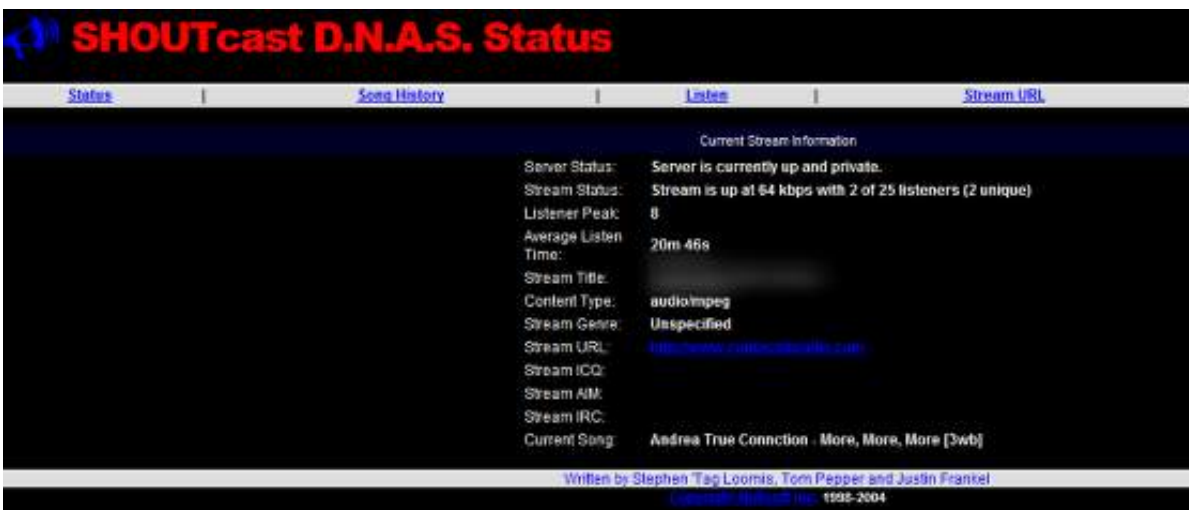 SHOUTcast D.N.A.S. Status
Status | Song History | Listen | Stream URL
Current Stream Information
Server Status: Server is currently up and private.
Stream Status: Stream is up at 64 kbps with 2 of 25 listeners (2 unique)
Listener Peak: 8
Average Listen Time: 20m 46s
Stream Title:
Content Type: audio/mpeg
Stream Genre: Unspecified
Stream URL:
Stream ICQ:
Stream AIM:
Stream IRC:
Current Song: Andrea True Connction - More, More, More [3wb]
Written by Stephen 'Tag Loomis, Tom Pepper and Justin Frankel
Copyright Nullsoft Inc. 1998-2004